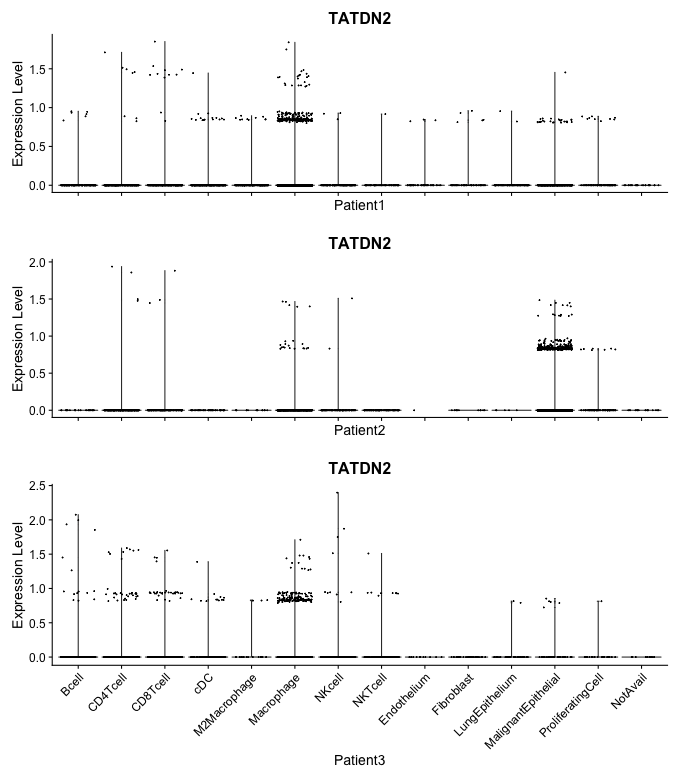 TATDN2
Expression Level
1.5
1.0
0.5
0.0
Patient1
TATDN2
Expression Level
2.0
1.5
1.0
0.5
0.0
Patient2
TATDN2
Expression Level
2.5
2.0
1.5
1.0
0.5
0.0
Bcell
CD4Tcell
CD8Tcell
cDC
M2Macrophage
Macrophage
NKcell
NKTcell
Endothelium
Fibroblast
LungEpithelium
MalignantEpithelial
ProliferatingCell
NotAvail
Patient3